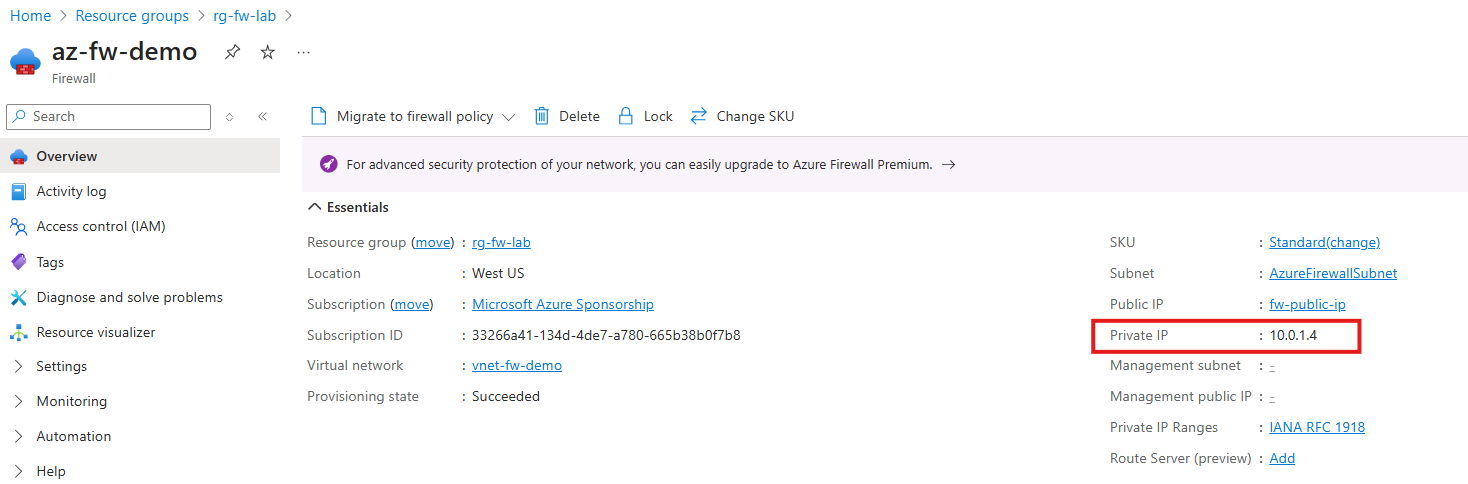 Home > Resource groups > rg-fw-lab >
az-fw-demo ...
Firewall
Search
Overview
Activity log
Access control (IAM)
Tags
Diagnose and solve problems
Resource visualizer
Settings
Monitoring
Automation
Help
Migrate to firewall policy Delete Lock Change SKU
For advanced security protection of your network, you can easily upgrade to Azure Firewall Premium. →
Essentials
Resource group (move) : rg-fw-lab
Location : West US
Subscription (move) : Microsoft Azure Sponsorship
Subscription ID : 33266a41-134d-4de7-a780-665b38b0f7b8
Virtual network : vnet-fw-demo
Provisioning state : Succeeded
SKU : Standard(change)
Subnet : AzureFirewallSubnet
Public IP : fw-public-ip
Private IP : 10.0.1.4
Management subnet : -
Management public IP : -
Private IP Ranges : IANA RFC 1918
Route Server (preview) : Add